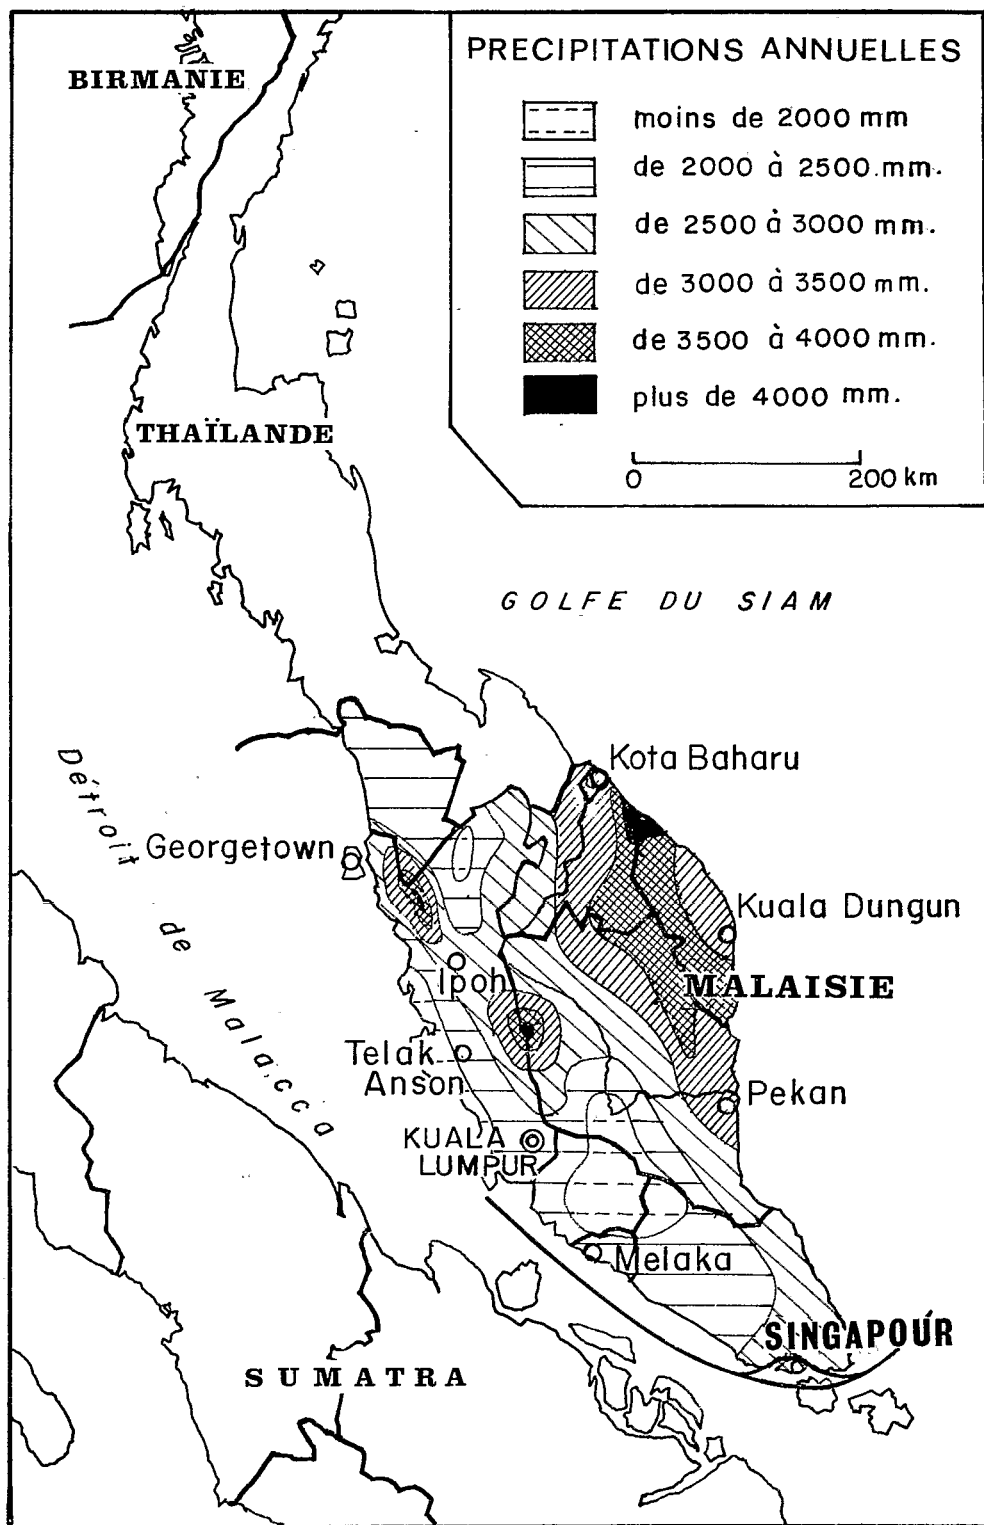 PRECIPITATIONS ANNUELLES
moins de 2000 mm
de 2000 à 2500 mm.
de 2500 à 3000 mm.
de 3000 à 3500 mm.
de 3500 à 4000 mm.
plus de 4000 mm.
0 200 km
BIRMANIE
THAÏLANDE
GOLFE DU SIAM
Détroit de Malacca
Kota Baharu
Georgetown
Kuala Dungun
Ipoh
MALAISIE
Telak
Anson
Pekan
KUALA
LUMPUR
Melaka
SINGAPOUR
SUMATRA